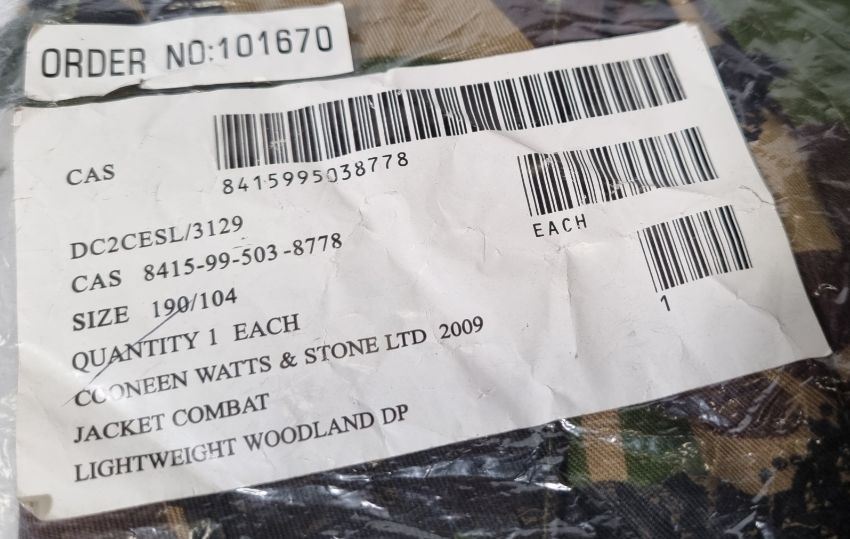 ORDER NO:101670
CAS
8415995038778
EACH
1
DC2CESL/3129
CAS 8415-99-503-8778
SIZE 190/104
QUANTITY 1 EACH
COONEEN WATTS & STONE LTD 2009
JACKET COMBAT
LIGHTWEIGHT WOODLAND DP